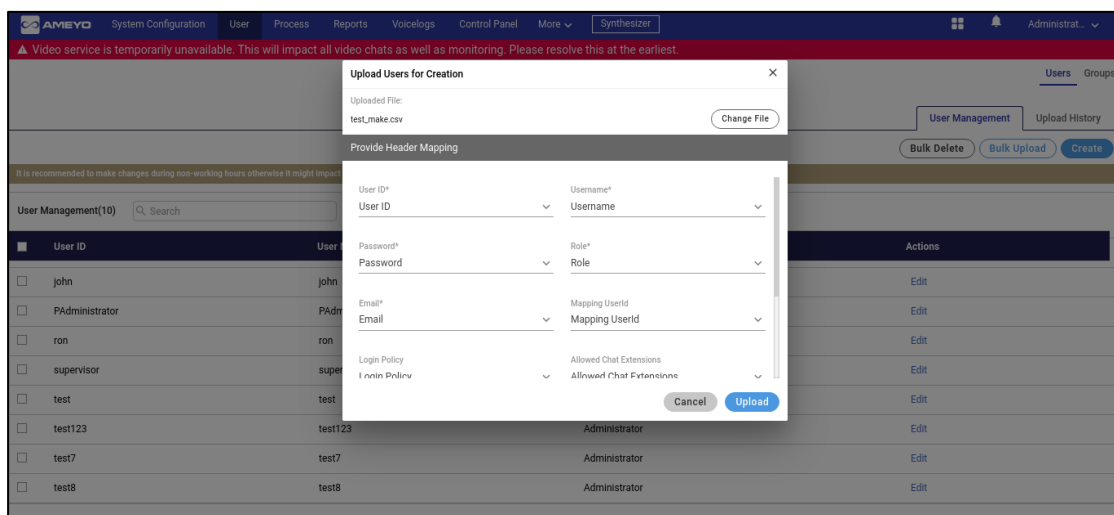 AMEYO System Configuration User Process Reports Voicelogs Control Panel More Synthesizer Administrat...
Video service is temporarily unavailable. This will impact all video chats as well as monitoring. Please resolve this at the earliest.
Users Groups
User Management Upload History
Bulk Delete Bulk Upload Create
It is recommended to make changes during non-working hours otherwise it might impact
User Management(10) Search
User ID User Actions
john john Edit
PAdministrator PAdm Edit
ron ron Edit
supervisor super Edit
test test Edit
test123 test123 Administrator Edit
test7 test7 Administrator Edit
test8 test8 Administrator Edit
Upload Users for Creation
Uploaded File:
test_make.csv Change File
Provide Header Mapping
User ID* Username*
User ID Username
Password* Role*
Password Role
Email* Mapping UserId
Email Mapping UserId
Login Policy Allowed Chat Extensions
Login Policy Allowed Chat Extensions
Cancel Upload